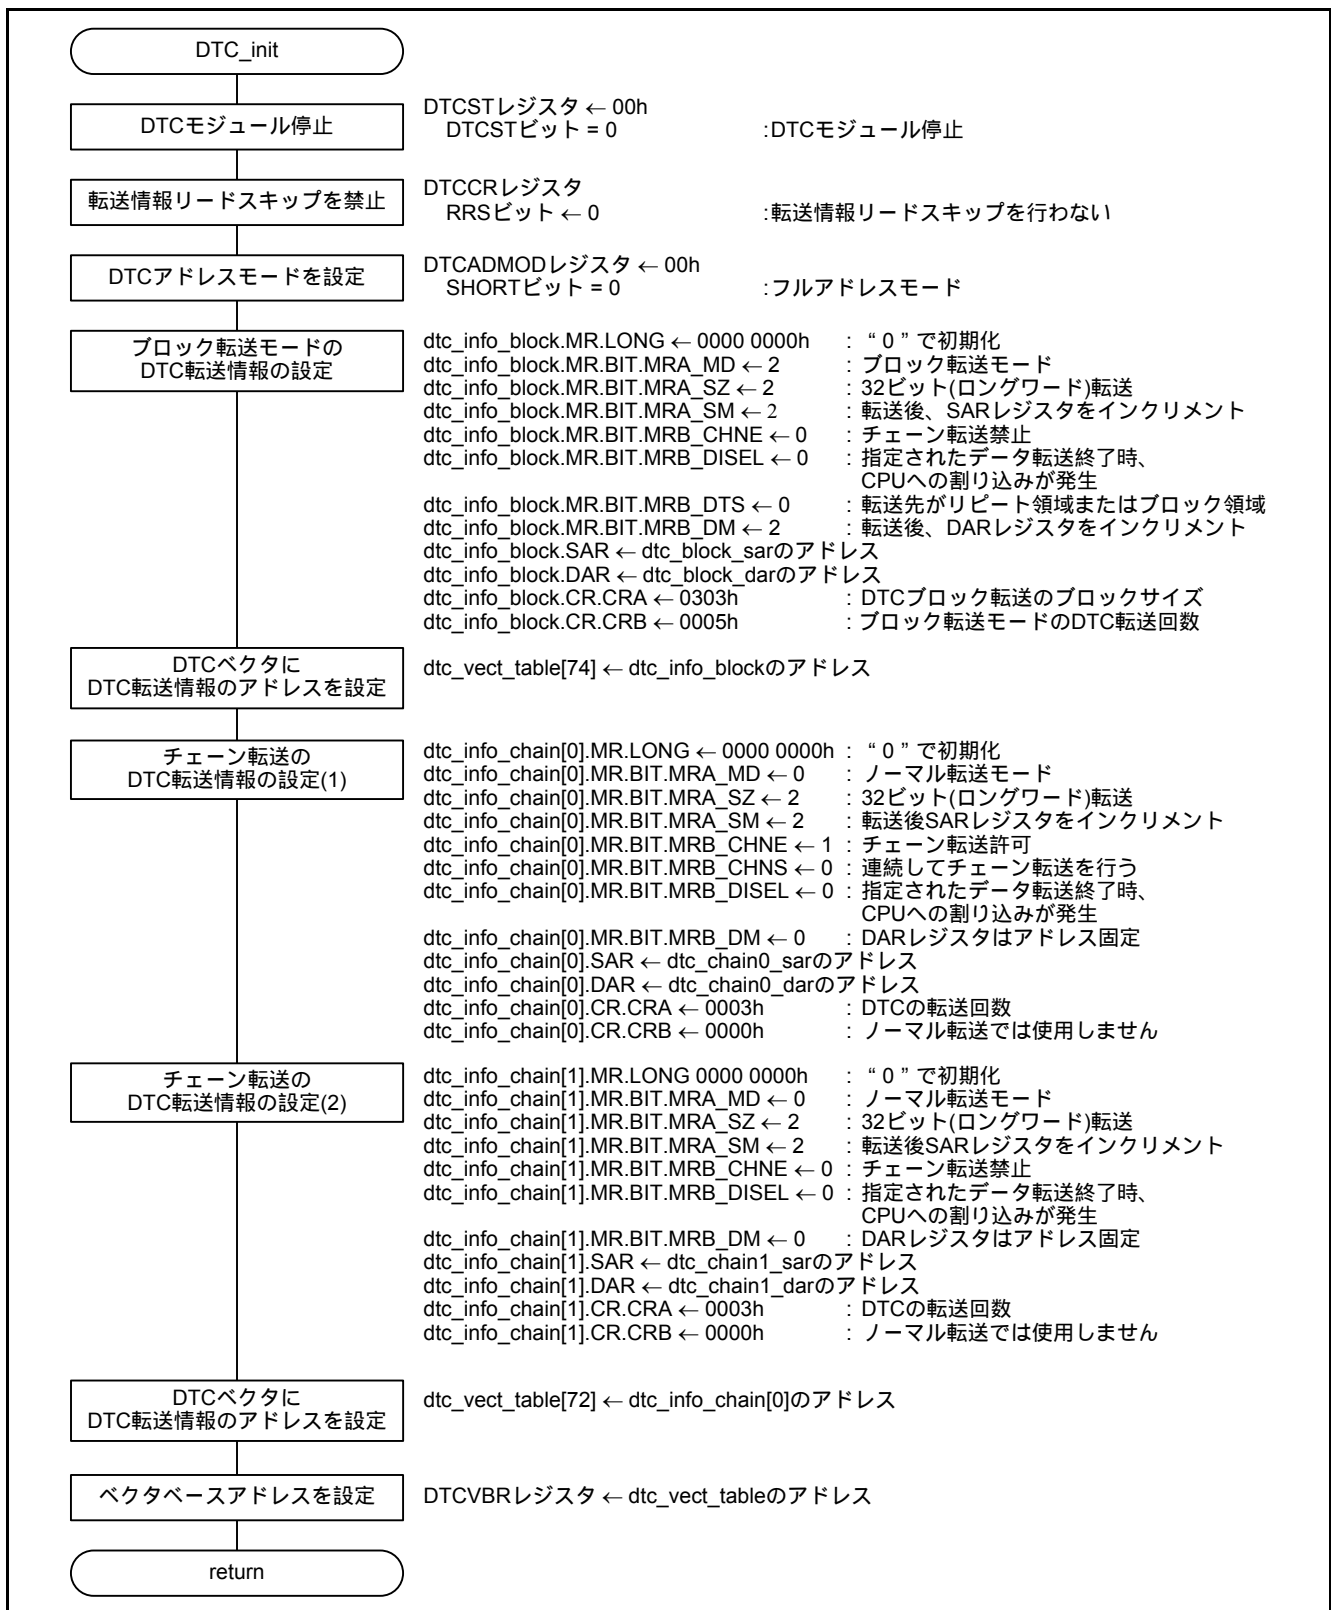 DTC_init
DTCモジュール停止
DTCSTレジスタ ← 00h
DTCSTビット = 0 :DTCモジュール停止
転送情報リードスキップを禁止
DTCCRレジスタ
RRSビット ← 0 :転送情報リードスキップを行わない
DTCアドレスモードを設定
DTCADMODレジスタ ← 00h
SHORTビット = 0 :フルアドレスモード
ブロック転送モードの
DTC転送情報の設定
dtc_info_block.MR.LONG ← 0000 0000h : “0”で初期化
dtc_info_block.MR.BIT.MRA_MD ← 2 : ブロック転送モード
dtc_info_block.MR.BIT.MRA_SZ ← 2 : 32ビット(ロングワード)転送
dtc_info_block.MR.BIT.MRA_SM ← 2 : 転送後、SARレジスタをインクリメント
dtc_info_block.MR.BIT.MRB_CHNE ← 0 : チェーン転送禁止
dtc_info_block.MR.BIT.MRB_DISEL ← 0 : 指定されたデータ転送終了時、
CPUへの割り込みが発生
dtc_info_block.MR.BIT.MRB_DTS ← 0 : 転送先がリピート領域またはブロック領域
dtc_info_block.MR.BIT.MRB_DM ← 2 : 転送後、DARレジスタをインクリメント
dtc_info_block.SAR ← dtc_block_sarのアドレス
dtc_info_block.DAR ← dtc_block_darのアドレス
dtc_info_block.CR.CRA ← 0303h : DTCブロック転送のブロックサイズ
dtc_info_block.CR.CRB ← 0005h : ブロック転送モードのDTC転送回数
DTCベクタに
DTC転送情報のアドレスを設定
dtc_vect_table[74] ← dtc_info_blockのアドレス
チェーン転送の
DTC転送情報の設定(1)
dtc_info_chain[0].MR.LONG ← 0000 0000h : “0”で初期化
dtc_info_chain[0].MR.BIT.MRA_MD ← 0 : ノーマル転送モード
dtc_info_chain[0].MR.BIT.MRA_SZ ← 2 : 32ビット(ロングワード)転送
dtc_info_chain[0].MR.BIT.MRA_SM ← 2 : 転送後SARレジスタをインクリメント
dtc_info_chain[0].MR.BIT.MRB_CHNE ← 1 : チェーン転送許可
dtc_info_chain[0].MR.BIT.MRB_CHNS ← 0 : 連続してチェーン転送を行う
dtc_info_chain[0].MR.BIT.MRB_DISEL ← 0 : 指定されたデータ転送終了時、
CPUへの割り込みが発生
dtc_info_chain[0].MR.BIT.MRB_DM ← 0 : DARレジスタはアドレス固定
dtc_info_chain[0].SAR ← dtc_chain0_sarのアドレス
dtc_info_chain[0].DAR ← dtc_chain0_darのアドレス
dtc_info_chain[0].CR.CRA ← 0003h : DTCの転送回数
dtc_info_chain[0].CR.CRB ← 0000h : ノーマル転送では使用しません
チェーン転送の
DTC転送情報の設定(2)
dtc_info_chain[1].MR.LONG 0000 0000h : “0”で初期化
dtc_info_chain[1].MR.BIT.MRA_MD ← 0 : ノーマル転送モード
dtc_info_chain[1].MR.BIT.MRA_SZ ← 2 : 32ビット(ロングワード)転送
dtc_info_chain[1].MR.BIT.MRA_SM ← 2 : 転送後SARレジスタをインクリメント
dtc_info_chain[1].MR.BIT.MRB_CHNE ← 0 : チェーン転送禁止
dtc_info_chain[1].MR.BIT.MRB_DISEL ← 0 : 指定されたデータ転送終了時、
CPUへの割り込みが発生
dtc_info_chain[1].MR.BIT.MRB_DM ← 0 : DARレジスタはアドレス固定
dtc_info_chain[1].SAR ← dtc_chain1_sarのアドレス
dtc_info_chain[1].DAR ← dtc_chain1_darのアドレス
dtc_info_chain[1].CR.CRA ← 0003h : DTCの転送回数
dtc_info_chain[1].CR.CRB ← 0000h : ノーマル転送では使用しません
DTCベクタに
DTC転送情報のアドレスを設定
dtc_vect_table[72] ← dtc_info_chain[0]のアドレス
ベクタベースアドレスを設定
DTCVBRレジスタ ← dtc_vect_tableのアドレス
return